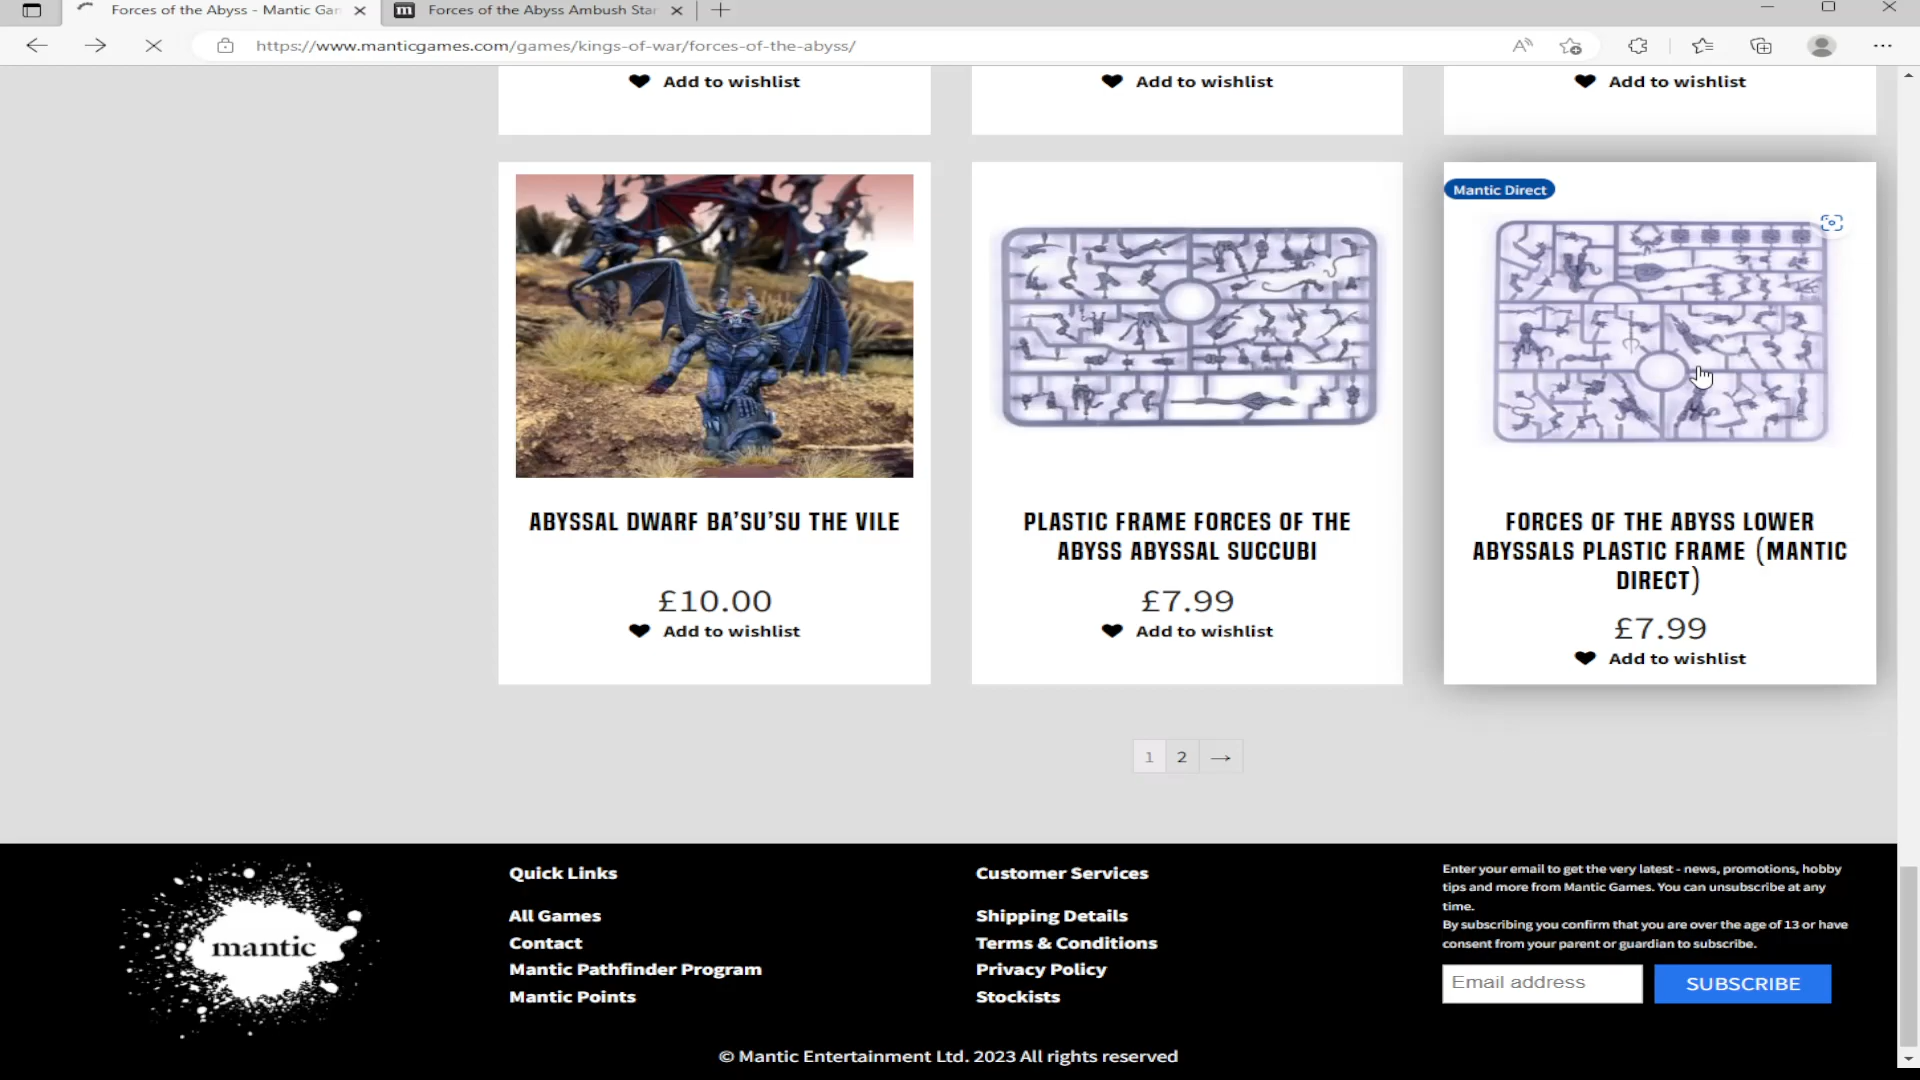 Forces of the Abyss - Mantic Gar
Forces of the Abyss Ambush Star
https://www.manticgames.com/games/kings-of-war/forces-of-the-abyss/
Add to wishlist
Add to wishlist
Add to wishlist
Mantic Direct
ABYSSAL DWARF BA'SU'SU THE VILE
£10.00
Add to wishlist
PLASTIC FRAME FORCES OF THE
ABYSS ABYSSAL SUCCUBI
£7.99
Add to wishlist
FORCES OF THE ABYSS LOWER
ABYSSALS PLASTIC FRAME (MANTIC
DIRECT)
£7.99
Add to wishlist
1 2 →
mantic
Quick Links
All Games
Contact
Mantic Pathfinder Program
Mantic Points
Customer Services
Shipping Details
Terms & Conditions
Privacy Policy
Stockists
Enter your email to get the very latest - news, promotions, hobby
tips and more from Mantic Games. You can unsubscribe at any
time.
By subscribing you confirm that you are over the age of 13 or have
consent from your parent or guardian to subscribe.
Email address
SUBSCRIBE
© Mantic Entertainment Ltd. 2023 All rights reserved